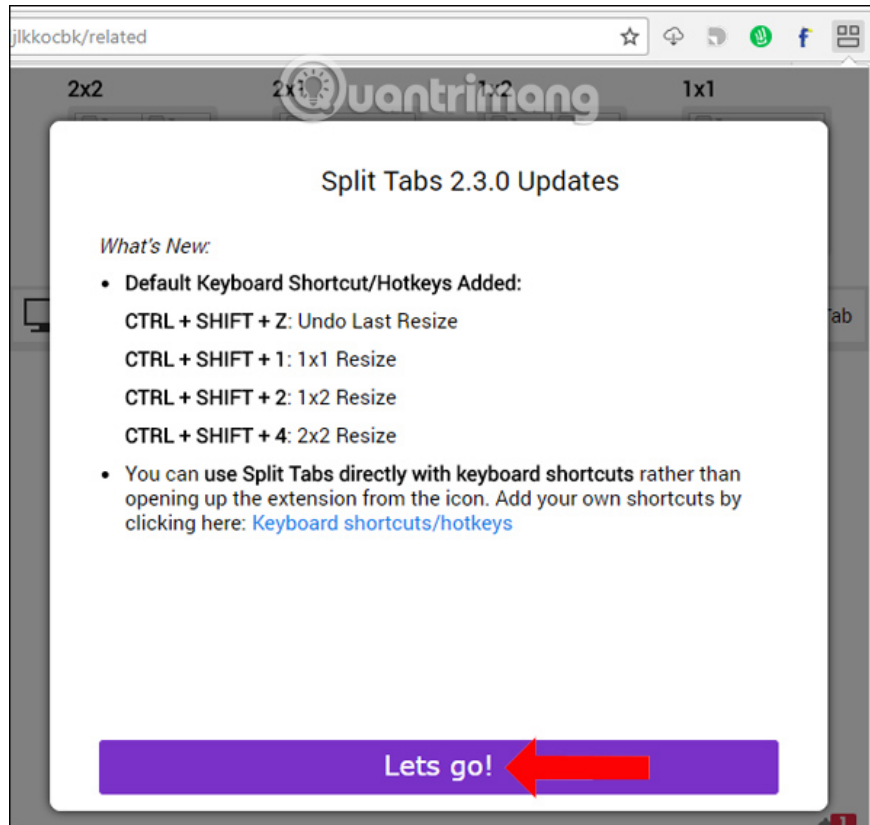 jlkkocbk/related
2x2
2x1
1x2
1x1
Quantrimang
Split Tabs 2.3.0 Updates
What's New:
• Default Keyboard Shortcut/Hotkeys Added:
CTRL + SHIFT + Z: Undo Last Resize
CTRL + SHIFT + 1: 1x1 Resize
CTRL + SHIFT + 2: 1x2 Resize
CTRL + SHIFT + 4: 2x2 Resize
Tab
• You can use Split Tabs directly with keyboard shortcuts rather than
opening up the extension from the icon. Add your own shortcuts by
clicking here: Keyboard shortcuts/hotkeys
Lets go!
1